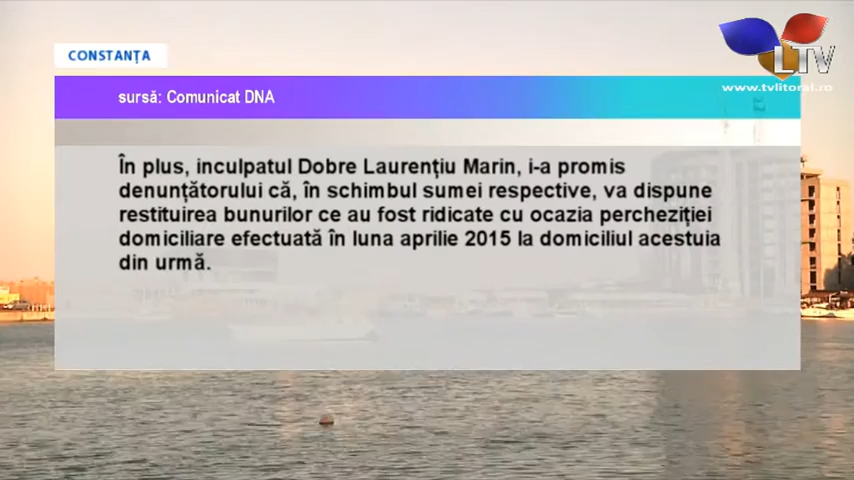 CONSTANȚA
LTV
www.tvlitoral.ro
sursă: Comunicat DNA
În plus, inculpatul Dobre Laurențiu Marin, i-a promis
denunțătorului că, în schimbul sumei respective, va dispune
restituirea bunurilor ce au fost ridicate cu ocazia percheziției
domiciliare efectuată în luna aprilie 2015 la domiciliul acestuia
din urmă.